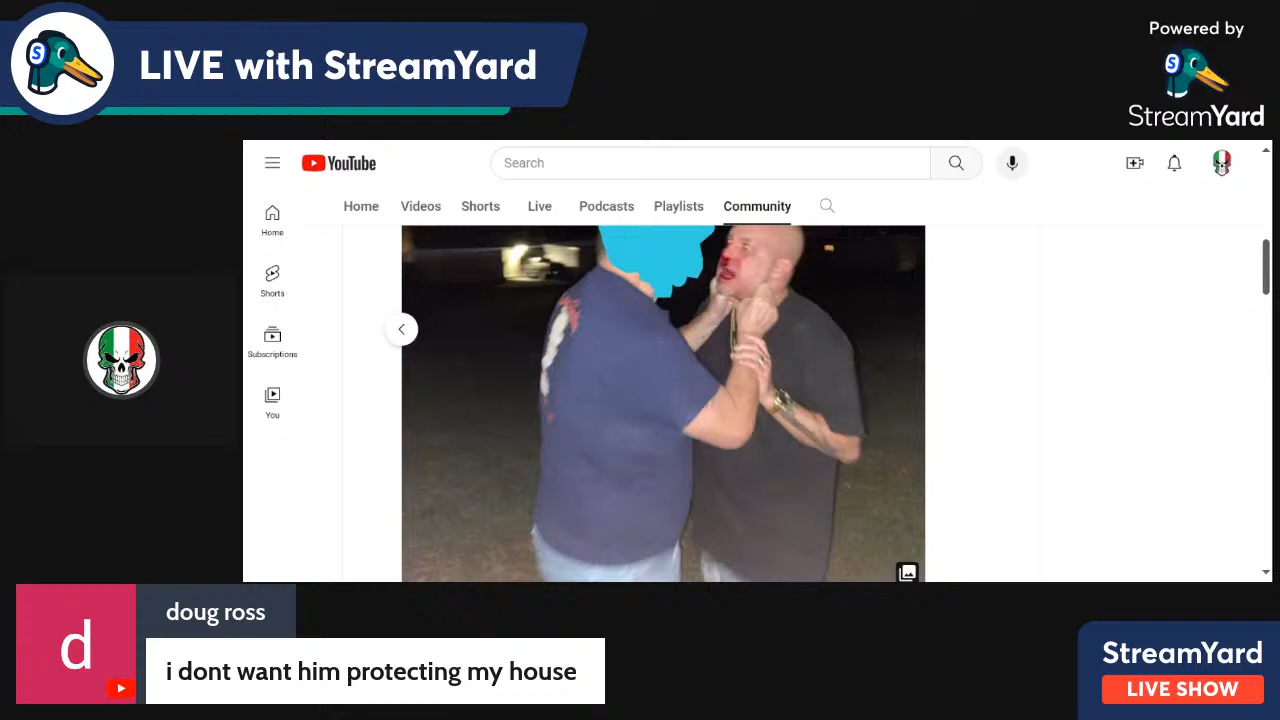 LIVE with StreamYard
Powered by
S
StreamYard
YouTube
Search
Home
Videos
Shorts
Live
Podcasts
Playlists
Community
Home
Shorts
Subscriptions
You
d
doug ross
i dont want him protecting my house
StreamYard
LIVE SHOW